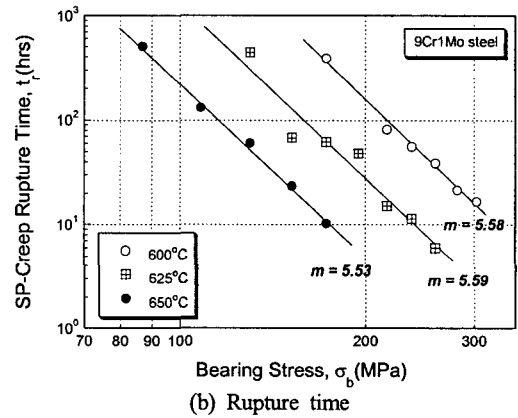 10³
9Cr1Mo steel
10²
10¹
10⁰
SP-Creep Rupture Time, tᵣ(hrs)
600°C
625°C
650°C
m = 5.58
m = 5.53
m = 5.59
70 80 90 100 200 300
Bearing Stress, σ_b(MPa)
(b) Rupture time